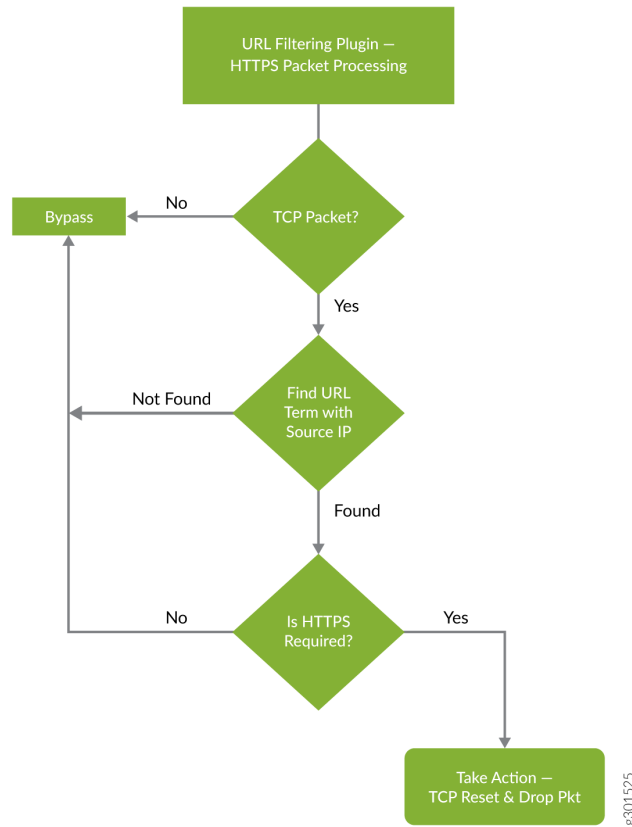 URL Filtering Plugin —
HTTPS Packet Processing
TCP Packet?
No
Bypass
Yes
Find URL
Term with
Source IP
Not Found
Found
Is HTTPS
Required?
No
Yes
Take Action —
TCP Reset & Drop Pkt
g301525